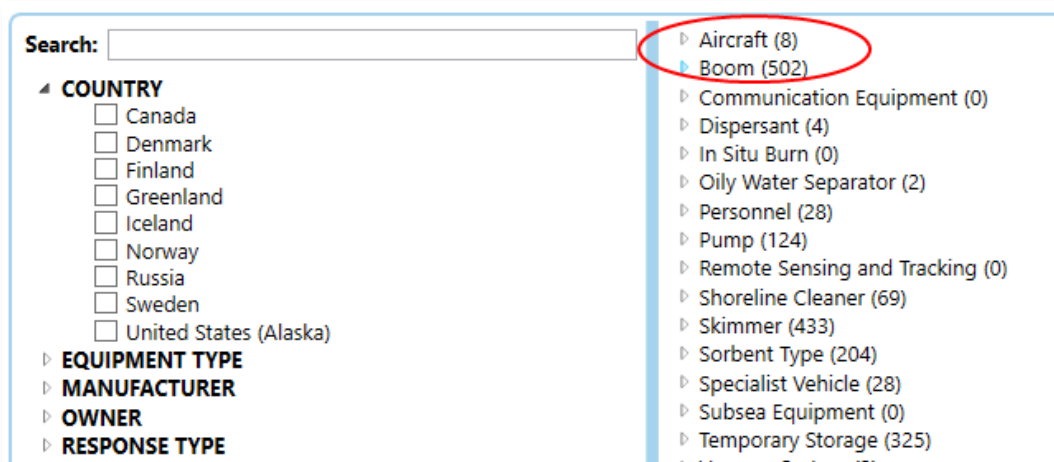 Search:
COUNTRY
Canada
Denmark
Finland
Greenland
Iceland
Norway
Russia
Sweden
United States (Alaska)
EQUIPMENT TYPE
MANUFACTURER
OWNER
RESPONSE TYPE
Aircraft (8)
Boom (502)
Communication Equipment (0)
Dispersant (4)
In Situ Burn (0)
Oily Water Separator (2)
Personnel (28)
Pump (124)
Remote Sensing and Tracking (0)
Shoreline Cleaner (69)
Skimmer (433)
Sorbent Type (204)
Specialist Vehicle (28)
Subsea Equipment (0)
Temporary Storage (325)